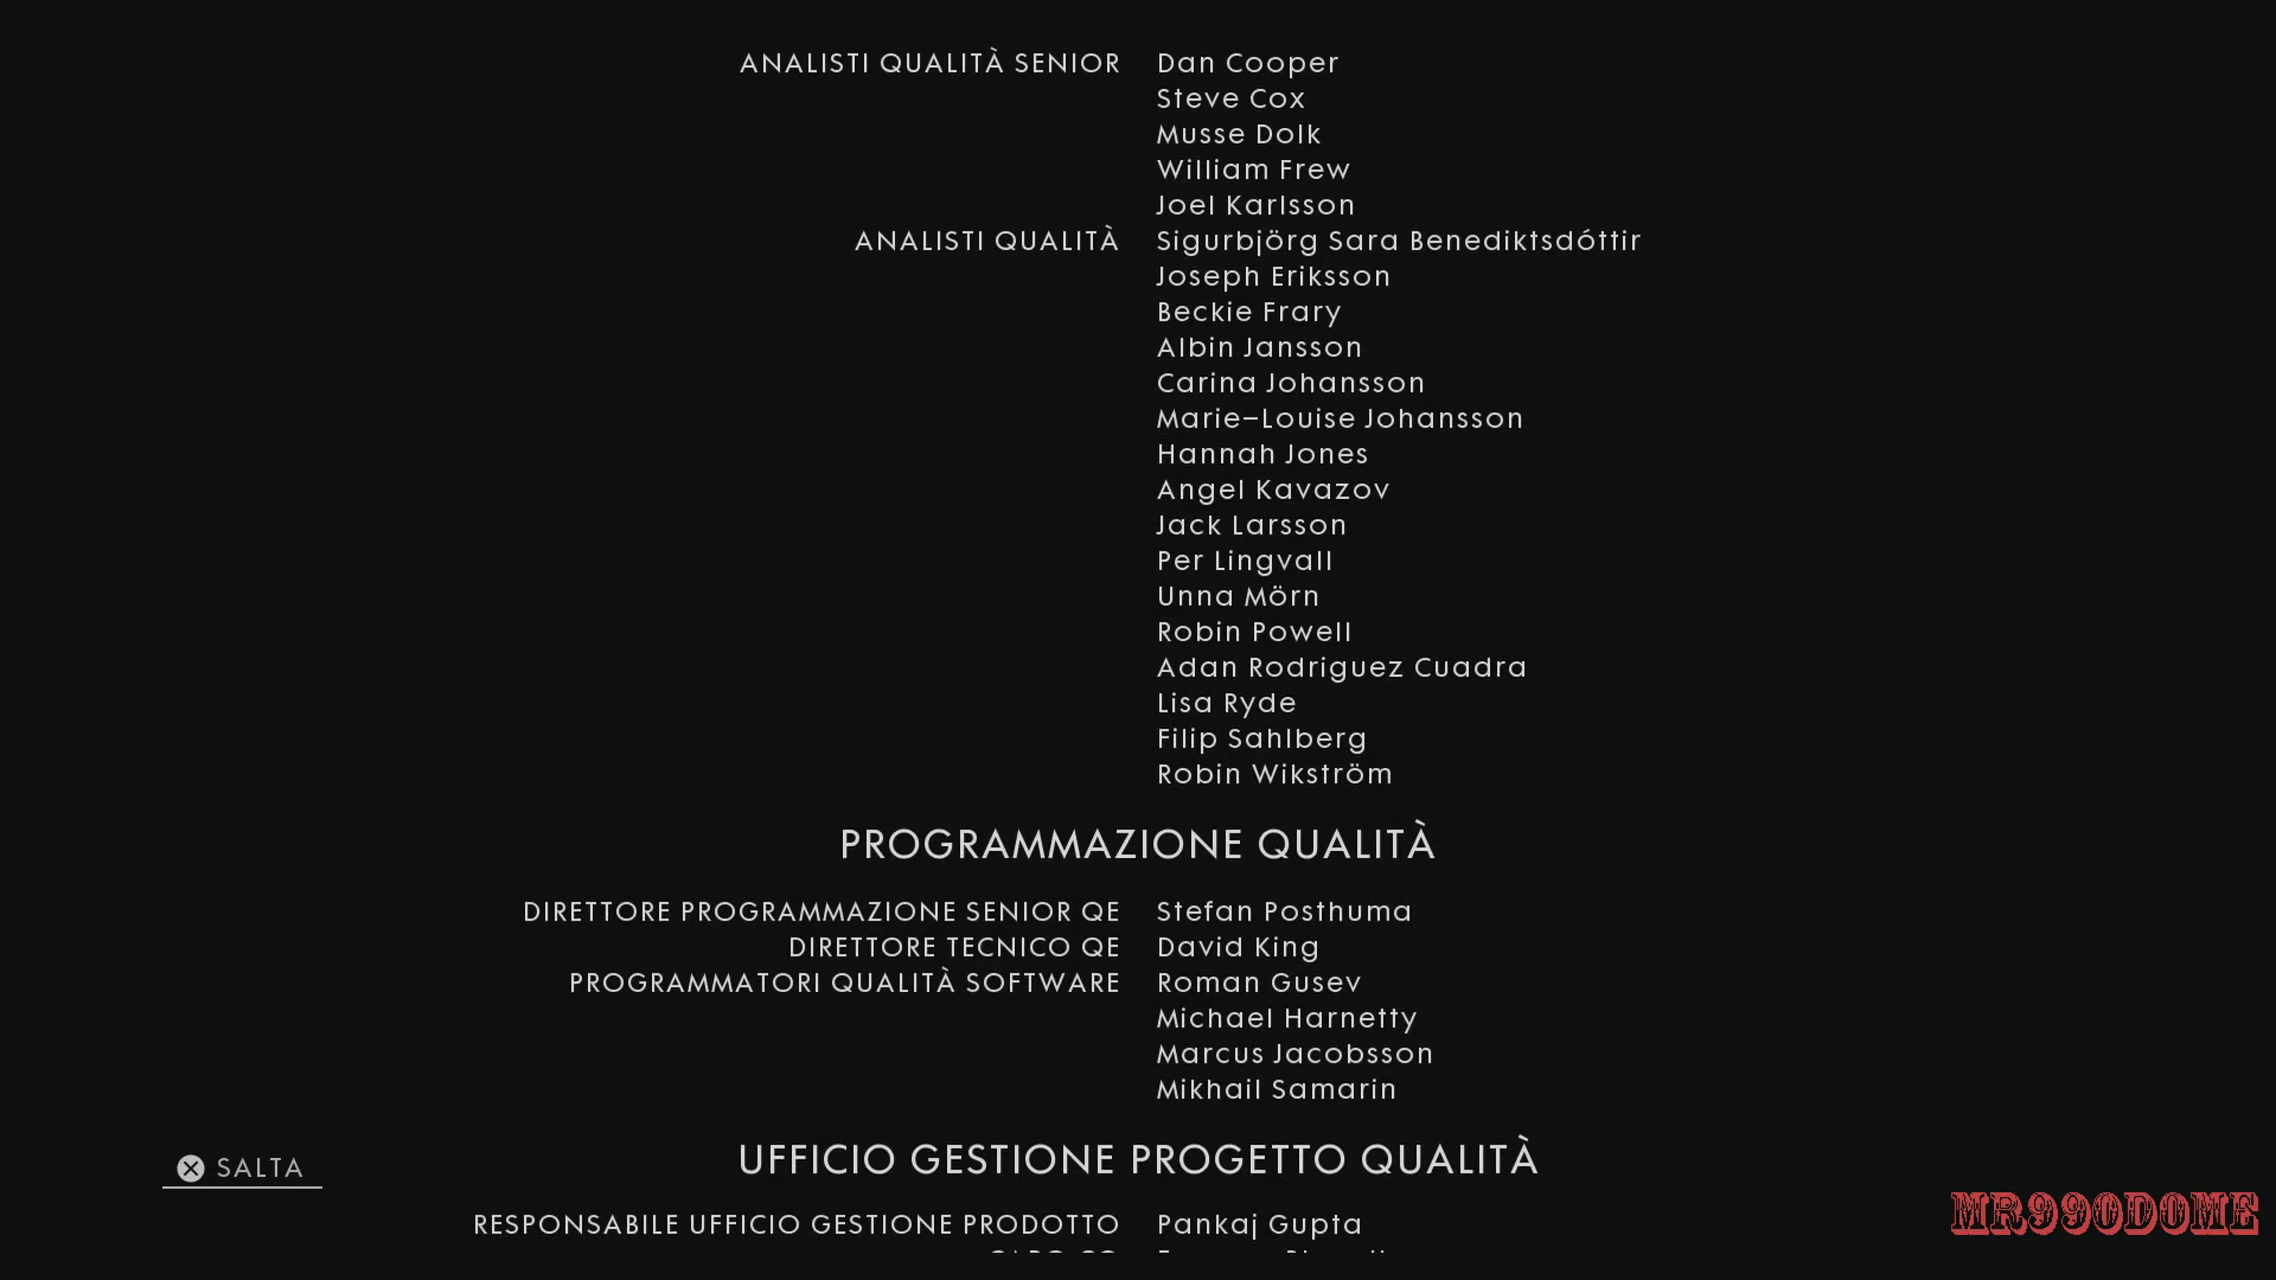 ANALISTI QUALITÀ SENIOR Dan Cooper
Steve Cox
Musse Dolk
William Frew
Joel Karlsson
ANALISTI QUALITÀ Sigurbjörg Sara Benediktsdóttir
Joseph Eriksson
Beckie Frary
Albin Jansson
Carina Johansson
Marie–Louise Johansson
Hannah Jones
Angel Kavazov
Jack Larsson
Per Lingvall
Unna Mörn
Robin Powell
Adan Rodriguez Cuadra
Lisa Ryde
Filip Sahlberg
Robin Wikström
PROGRAMMAZIONE QUALITÀ
DIRETTORE PROGRAMMAZIONE SENIOR QE Stefan Posthuma
DIRETTORE TECNICO QE David King
PROGRAMMATORI QUALITÀ SOFTWARE Roman Gusev
Michael Harnetty
Marcus Jacobsson
Mikhail Samarin
UFFICIO GESTIONE PROGETTO QUALITÀ
SALTA
RESPONSABILE UFFICIO GESTIONE PRODOTTO Pankaj Gupta
MR990DOME